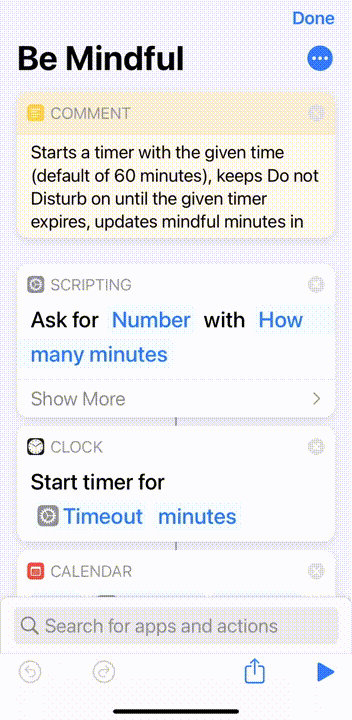 Done
Be Mindful
COMMENT
Starts a timer with the given time
(default of 60 minutes), keeps Do not
Disturb on until the given timer
expires, updates mindful minutes in
SCRIPTING
Ask for Number with How
many minutes
Show More
CLOCK
Start timer for
Timeout minutes
CALENDAR
Search for apps and actions